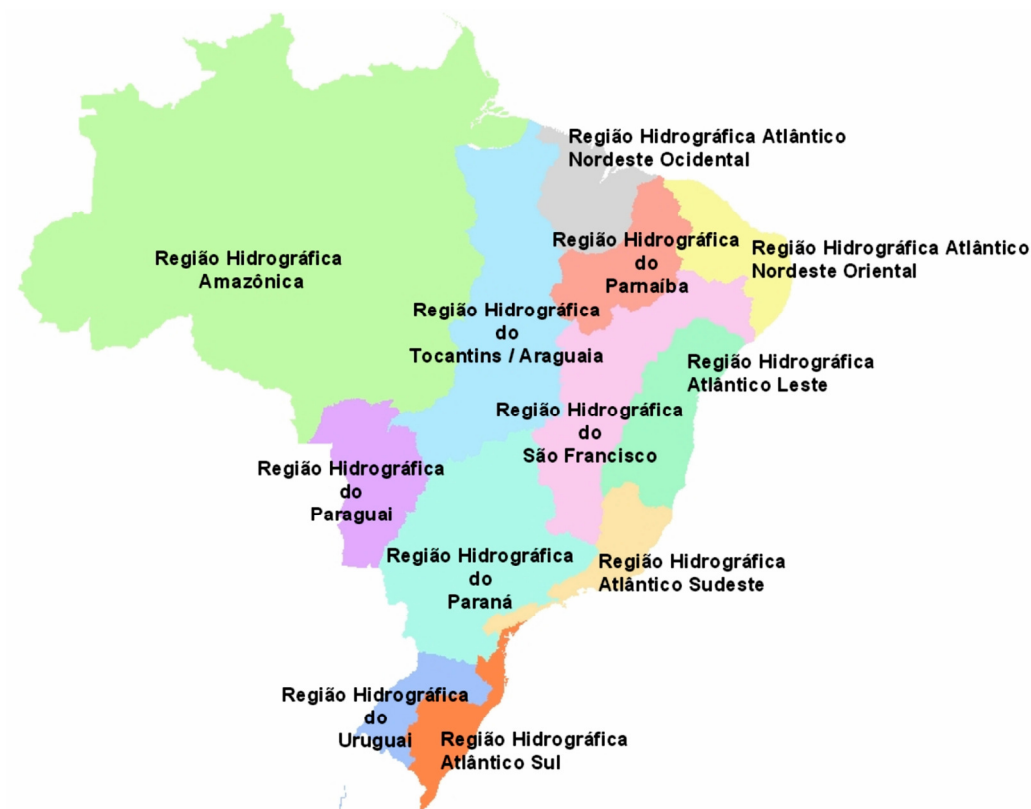 Região Hidrográfica Atlântico
Nordeste Ocidental
Região Hidrográfica
do
Parnaíba
Região Hidrográfica Atlântico
Nordeste Oriental
Região Hidrográfica
Amazônica
Região Hidrográfica
do
Tocantins / Araguaia
Região Hidrográfica
Atlântico Leste
Região Hidrográfica
do
São Francisco
Região Hidrográfica
do
Paraguai
Região Hidrográfica
do
Paraná
Região Hidrográfica
Atlântico Sudeste
Região Hidrográfica
do
Uruguai
Região Hidrográfica
Atlântico Sul